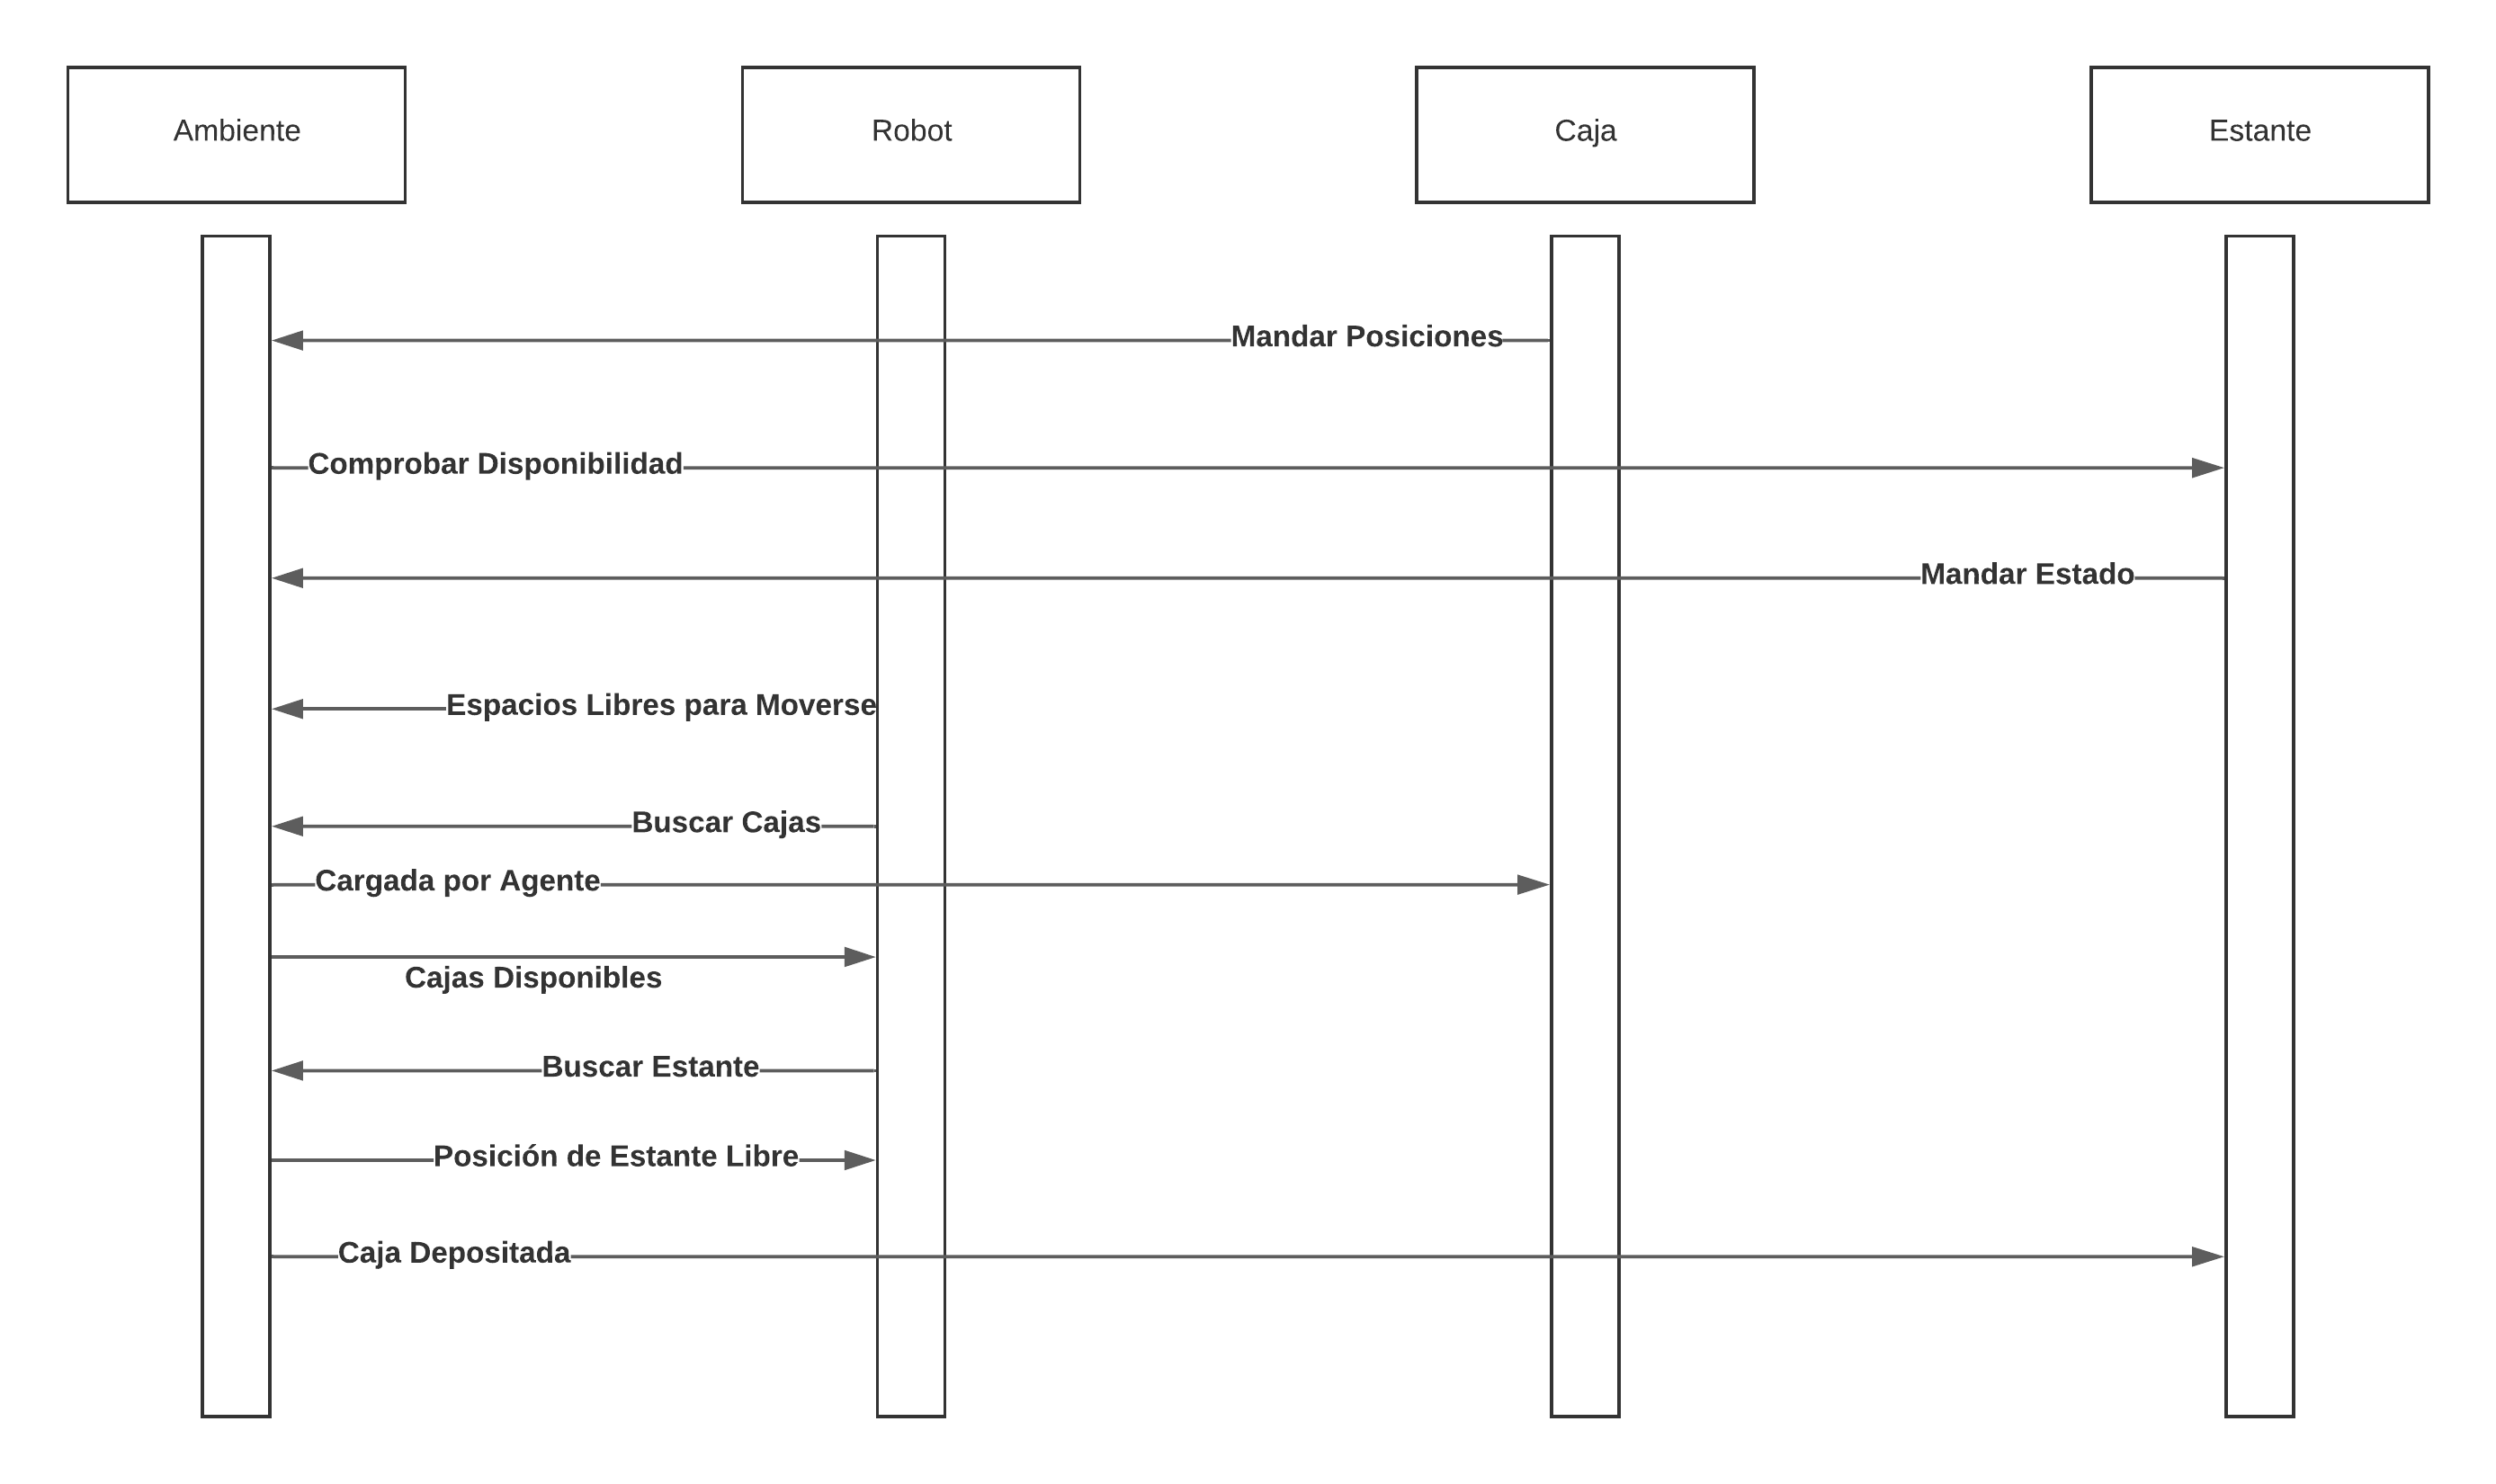 Ambiente
Robot
Caja
Estante
Mandar Posiciones
Comprobar Disponibilidad
Mandar Estado
Espacios Libres para Moverse
Buscar Cajas
Cargada por Agente
Cajas Disponibles
Buscar Estante
Posición de Estante Libre
Caja Depositada